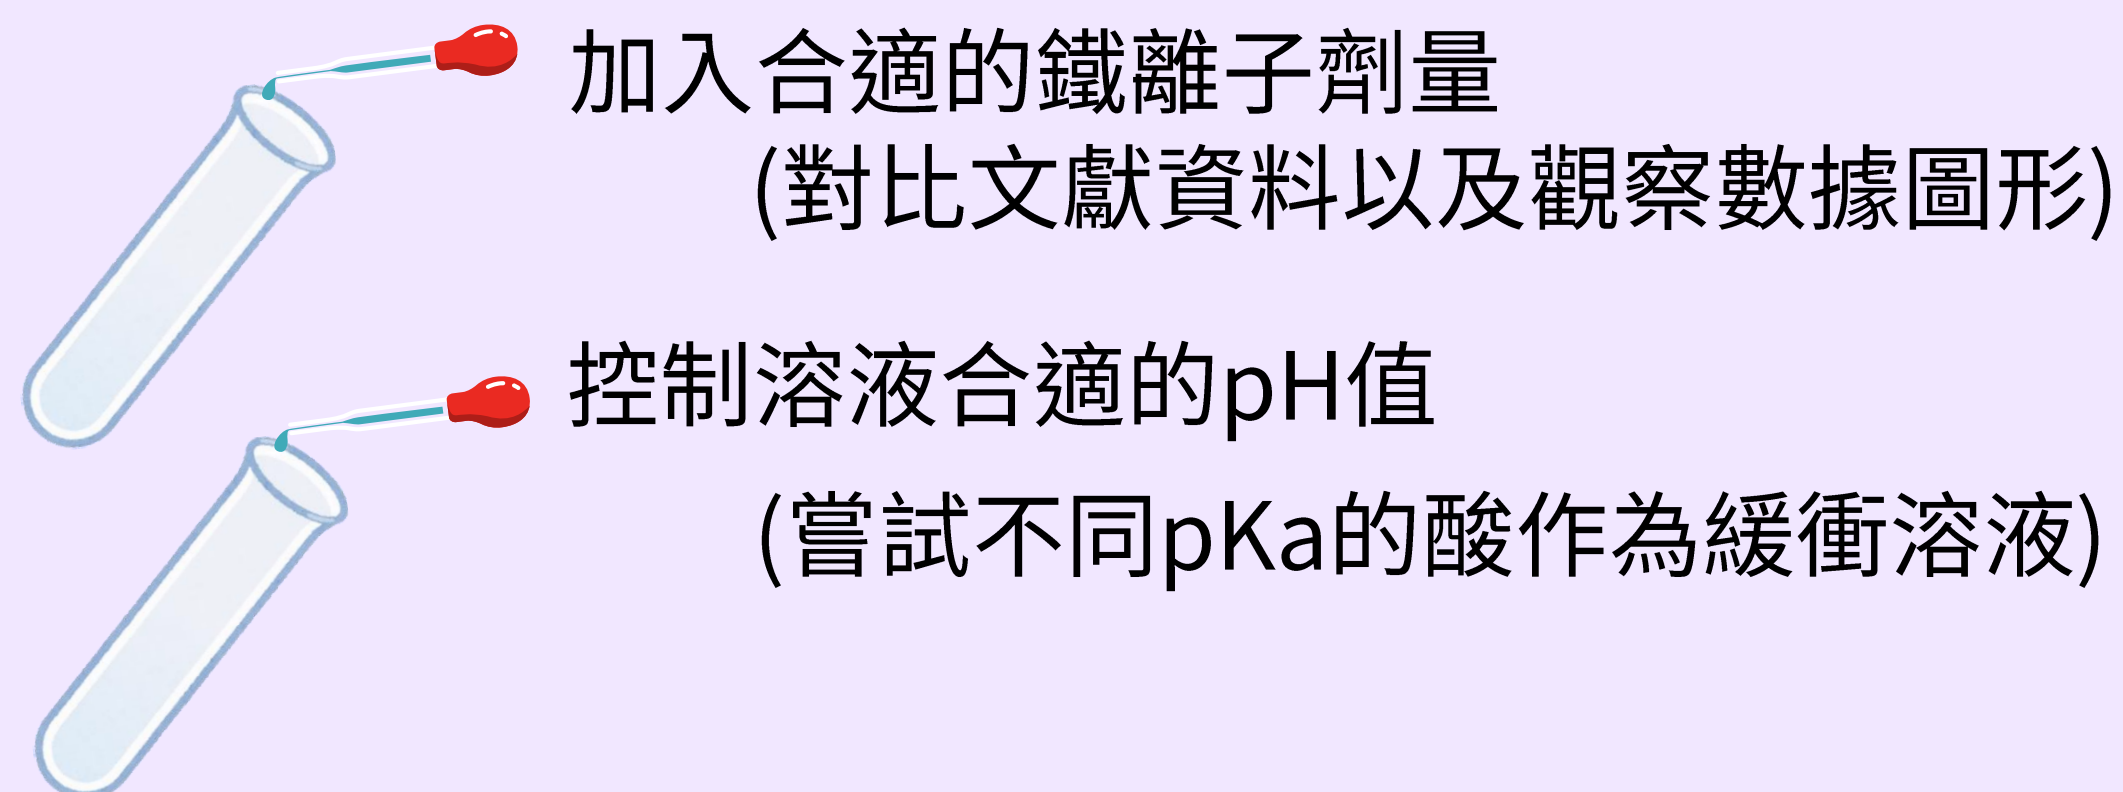 加入合適的鐵離子劑量
(對比文獻資料以及觀察數據圖形)
控制溶液合適的pH值
(嘗試不同pKa的酸作為緩衝溶液)